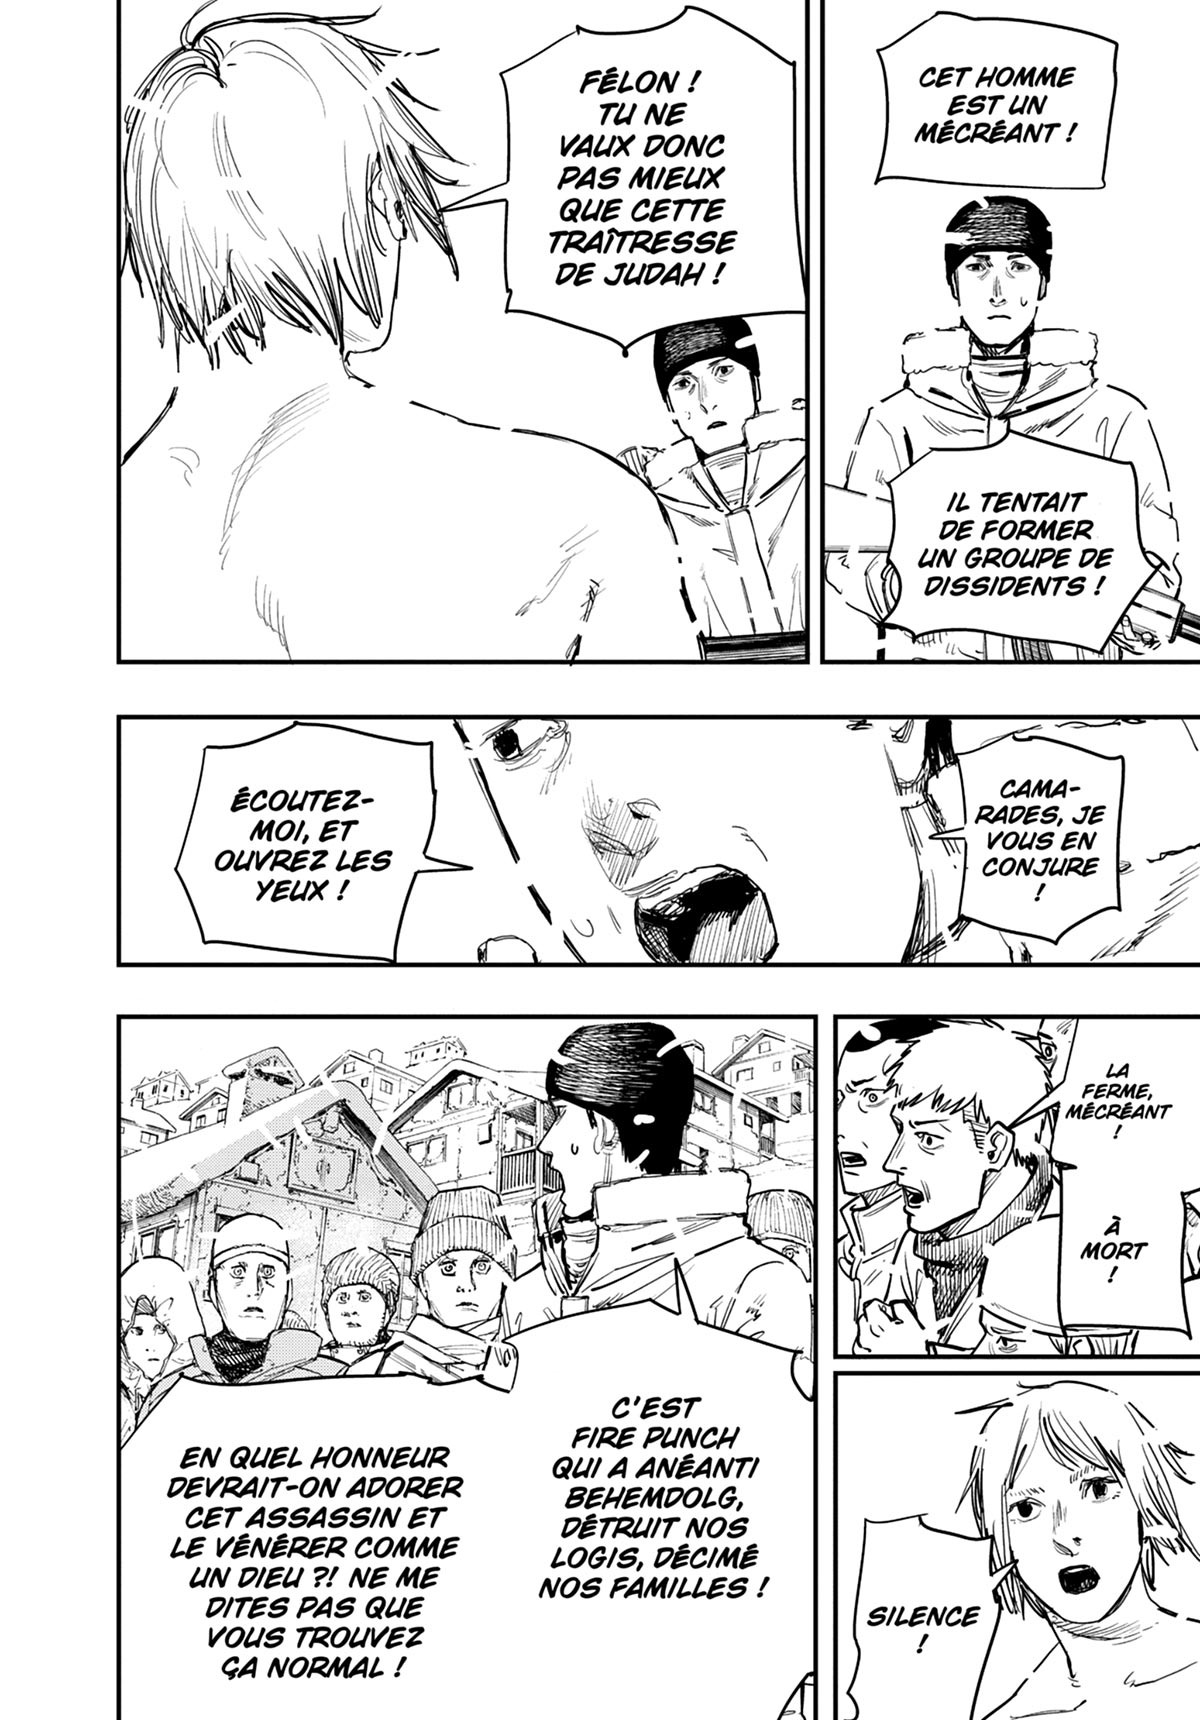 CET HOMME
EST UN
MÉCRÉANT !
IL TENTAIT
DE FORMER
UN GROUPE DE
DISSIDENTS !
FÉLON !
TU NE
VAUX DONC
PAS MIEUX
QUE CETTE
TRAÎTRESSE
DE JUDAH !
CAMA-
RADES, JE
VOUS EN
CONJURE
!
ÉCOUTEZ-
MOI, ET
OUVREZ LES
YEUX !
LA
FERME,
MÉCRÉANT
!
À
MORT
!
SILENCE
!
C'EST
FIRE PUNCH
QUI A ANÉANTI
BEHEMDOLG,
DÉTRUIT NOS
LOGIS, DÉCIMÉ
NOS FAMILLES !
EN QUEL HONNEUR
DEVRAIT-ON ADORER
CET ASSASSIN ET
LE VÉNÉRER COMME
UN DIEU ?! NE ME
DITES PAS QUE
VOUS TROUVEZ
ÇA NORMAL !